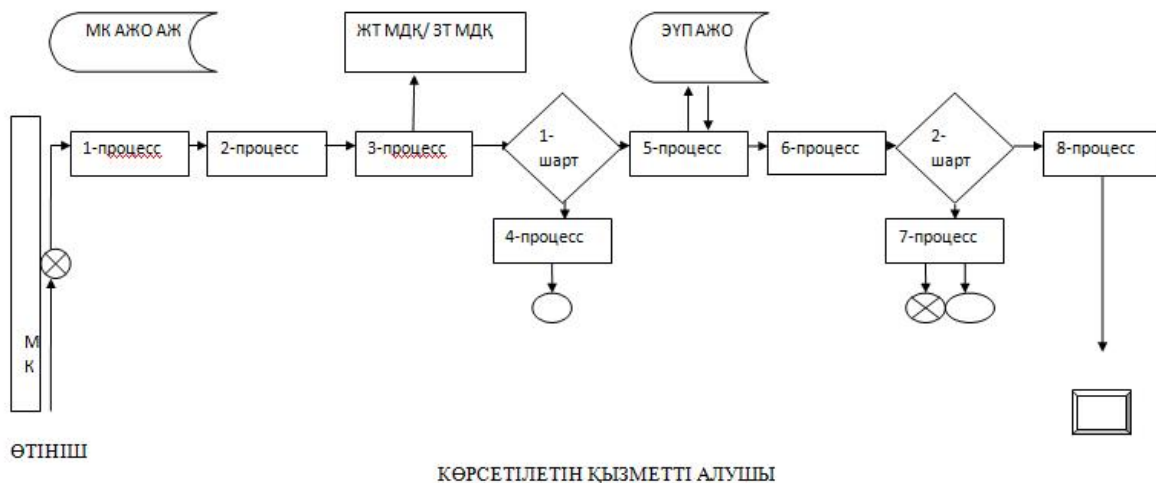 МК АЖО АЖ
ЖТ МДҚ/ ЗТ МДҚ
ЭҮП АЖО
1-процесс
2-процесс
3-процесс
1-
шарт
5-процесс
6-процесс
2-
шарт
8-процесс
4-процесс
7-процесс
М
К
ӨТІНІШ
КӨРСЕТІЛЕТІН ҚЫЗМЕТТІ АЛУШЫ